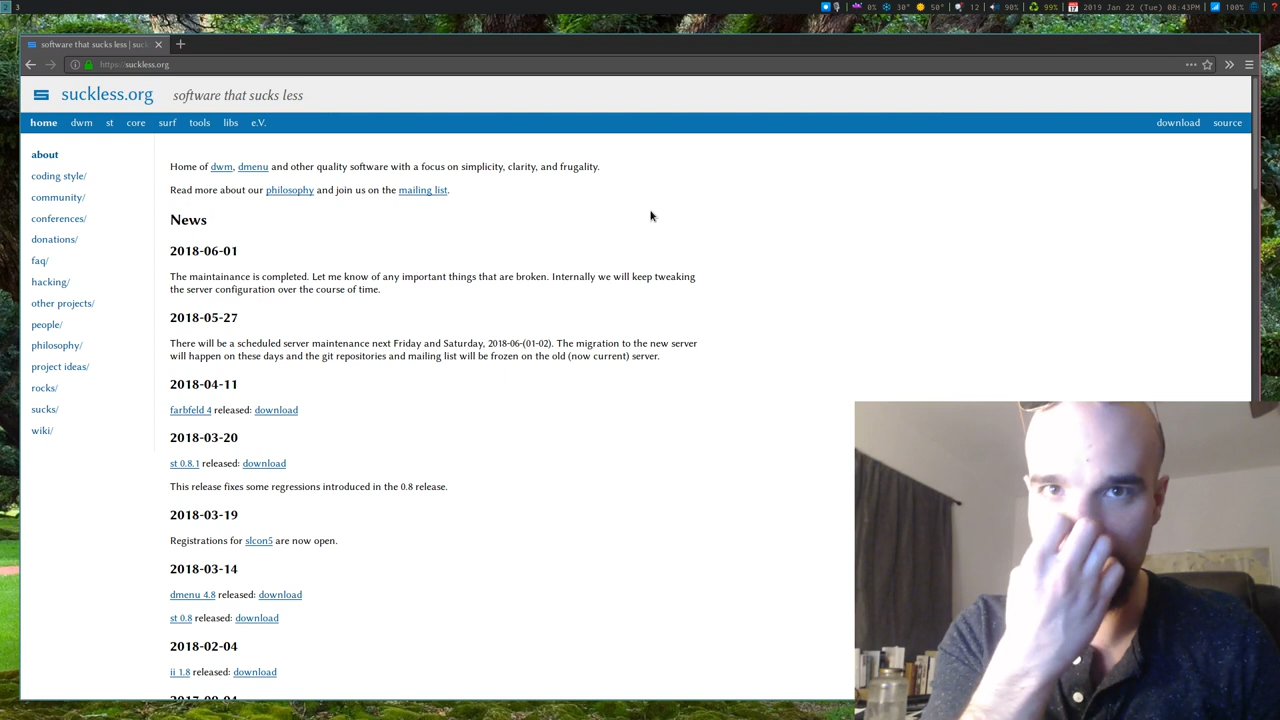 2 3 0% 30° 50° 12 90% 99% 2019 Jan 22 (Tue) 08:43PM 100% ?
software that sucks less | suck
https://suckless.org
suckless.org software that sucks less
home dwm st core surf tools libs e.V. download source
about
coding style/
community/
conferences/
donations/
faq/
hacking/
other projects/
people/
philosophy/
project ideas/
rocks/
sucks/
wiki/
Home of dwm, dmenu and other quality software with a focus on simplicity, clarity, and frugality.
Read more about our philosophy and join us on the mailing list.
News
2018-06-01
The maintainance is completed. Let me know of any important things that are broken. Internally we will keep tweaking
the server configuration over the course of time.
2018-05-27
There will be a scheduled server maintenance next Friday and Saturday, 2018-06-(01-02). The migration to the new server
will happen on these days and the git repositories and mailing list will be frozen on the old (now current) server.
2018-04-11
farbfeld 4 released: download
2018-03-20
st 0.8.1 released: download
This release fixes some regressions introduced in the 0.8 release.
2018-03-19
Registrations for slcon5 are now open.
2018-03-14
dmenu 4.8 released: download
st 0.8 released: download
2018-02-04
ii 1.8 released: download